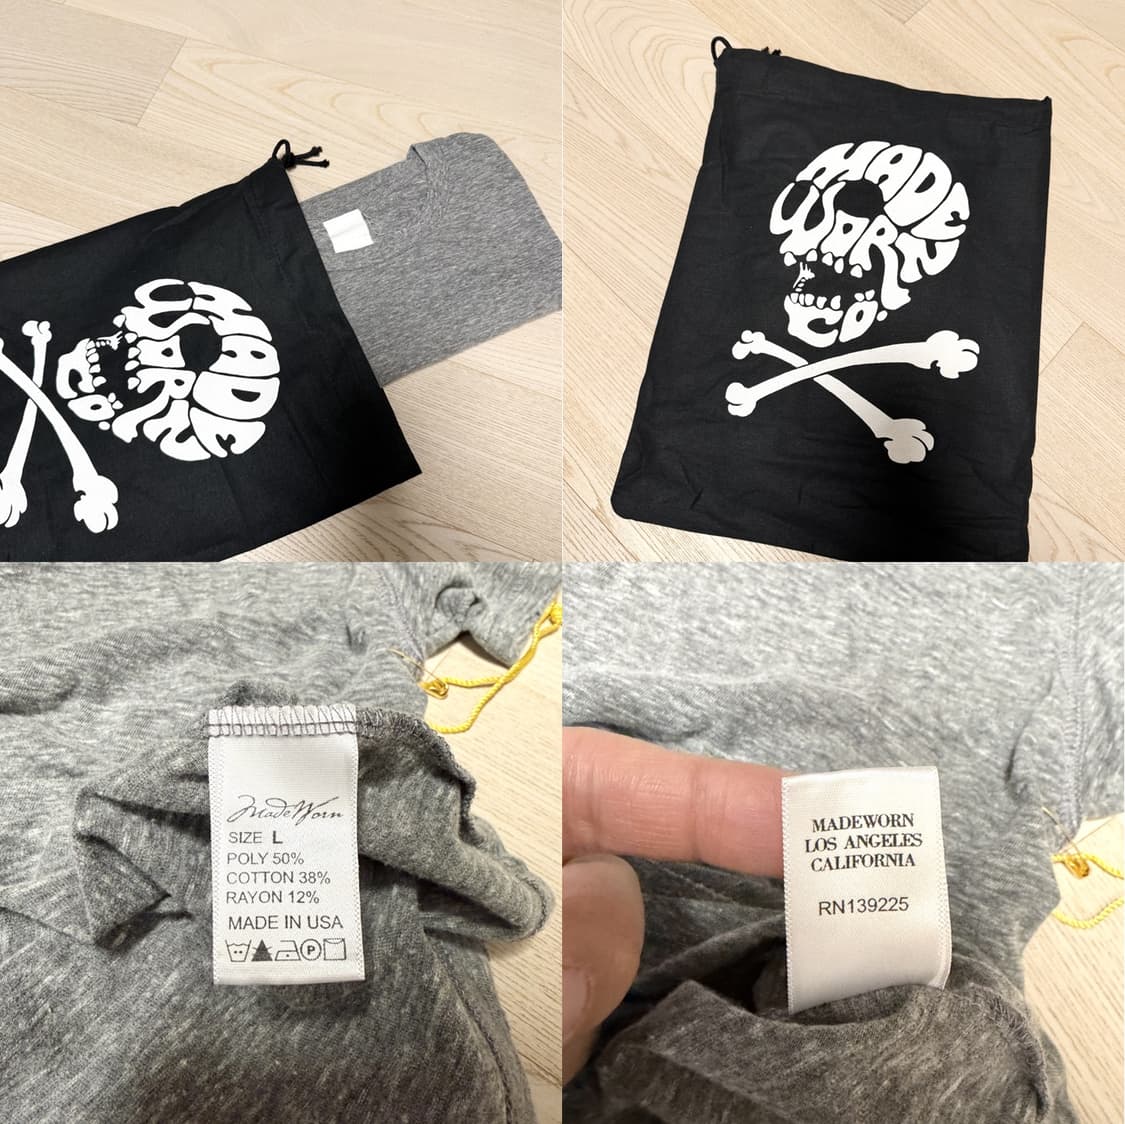 MADE
WORN
CO.
MADE
WORN
CO.
MadeWorn
SIZE L
POLY 50%
COTTON 38%
RAYON 12%
MADE IN USA
P
MADEWORN
LOS ANGELES
CALIFORNIA
RN139225